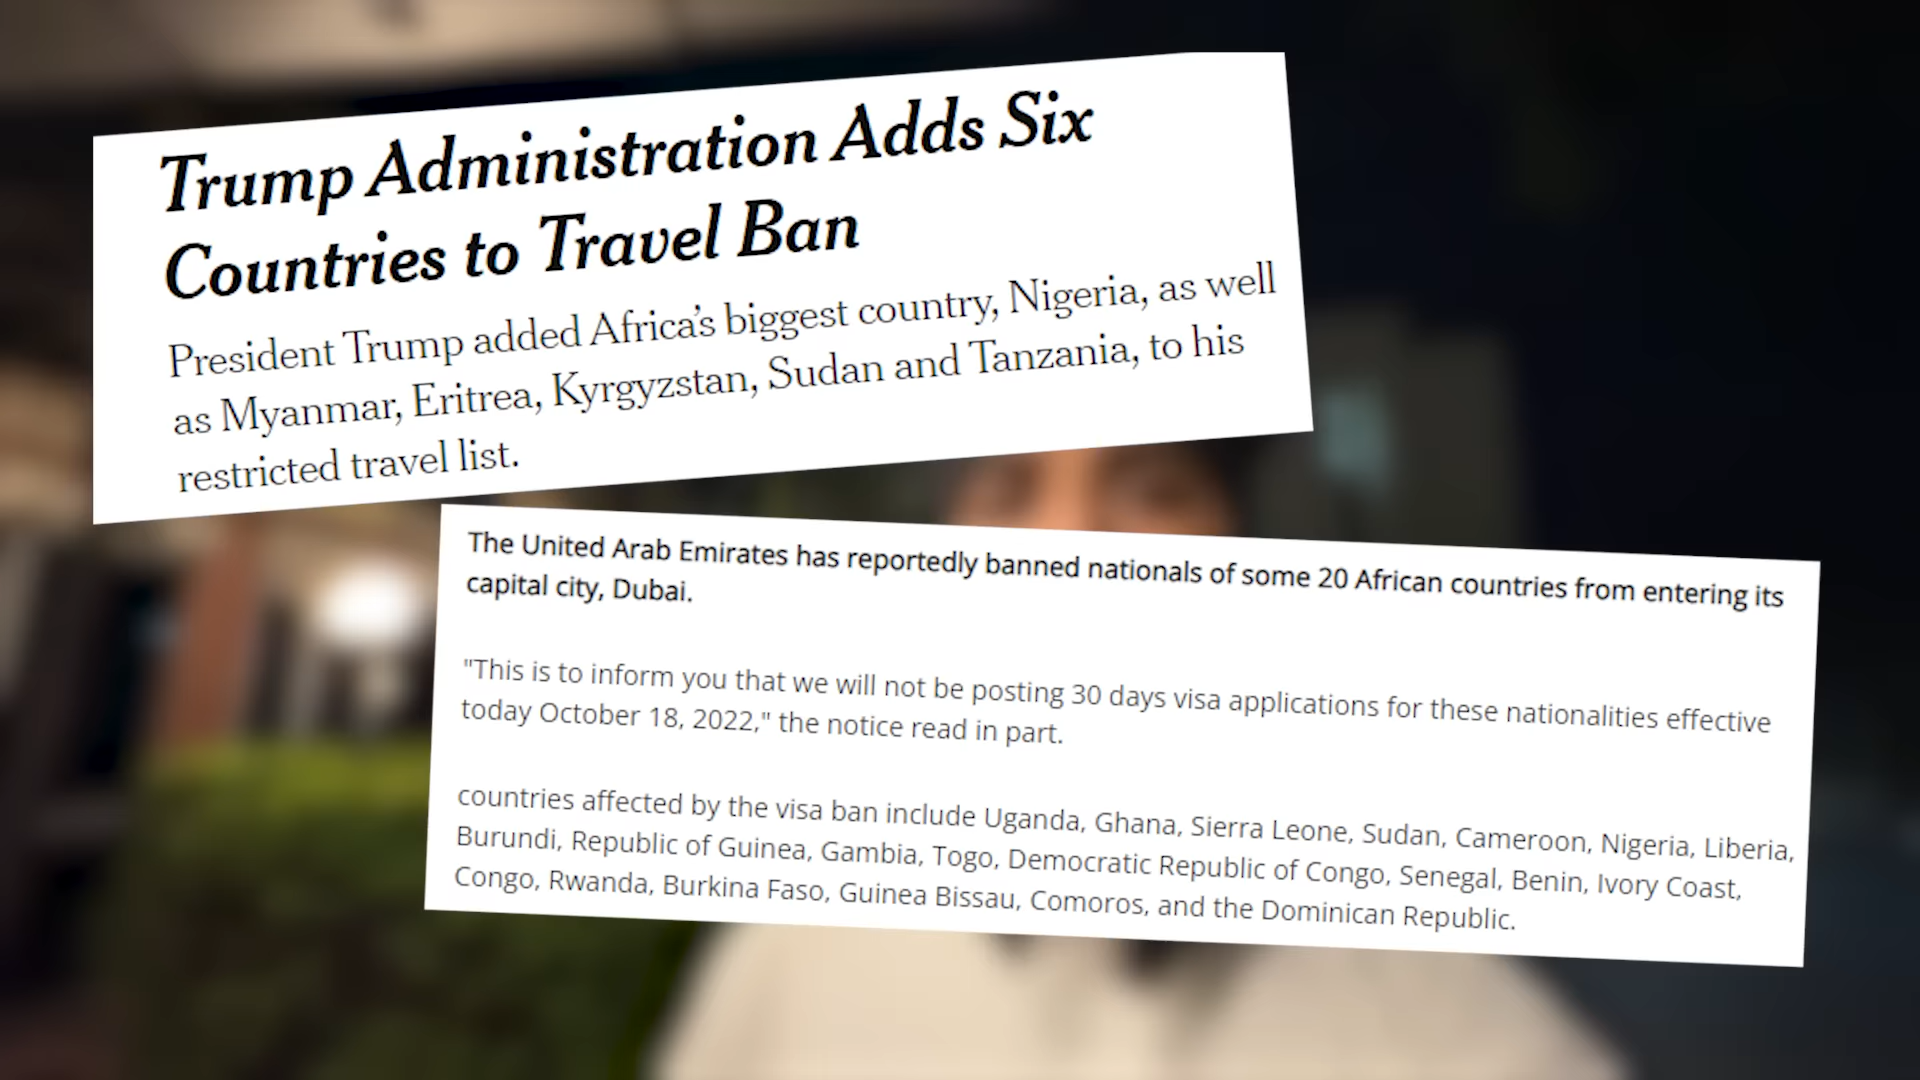 Trump Administration Adds Six
Countries to Travel Ban
President Trump added Africa's biggest country, Nigeria, as well
as Myanmar, Eritrea, Kyrgyzstan, Sudan and Tanzania, to his
restricted travel list.
The United Arab Emirates has reportedly banned nationals of some 20 African countries from entering its
capital city, Dubai.
"This is to inform you that we will not be posting 30 days visa applications for these nationalities effective
today October 18, 2022," the notice read in part.
countries affected by the visa ban include Uganda, Ghana, Sierra Leone, Sudan, Cameroon, Nigeria, Liberia,
Burundi, Republic of Guinea, Gambia, Togo, Democratic Republic of Congo, Senegal, Benin, Ivory Coast,
Congo, Rwanda, Burkina Faso, Guinea Bissau, Comoros, and the Dominican Republic.